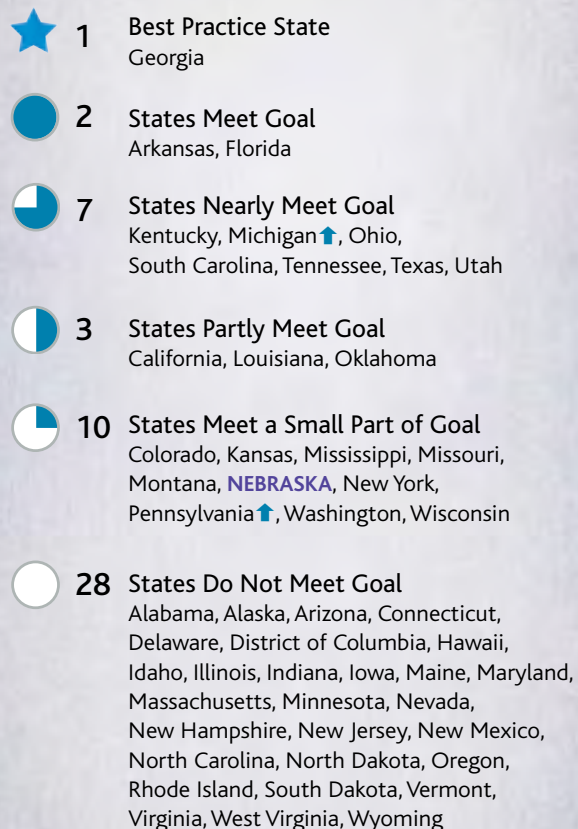 1 Best Practice State
Georgia
2 States Meet Goal
Arkansas, Florida
7 States Nearly Meet Goal
Kentucky, Michigan⬆, Ohio,
South Carolina, Tennessee, Texas, Utah
3 States Partly Meet Goal
California, Louisiana, Oklahoma
10 States Meet a Small Part of Goal
Colorado, Kansas, Mississippi, Missouri,
Montana, NEBRASKA, New York,
Pennsylvania⬆, Washington, Wisconsin
28 States Do Not Meet Goal
Alabama, Alaska, Arizona, Connecticut,
Delaware, District of Columbia, Hawaii,
Idaho, Illinois, Indiana, Iowa, Maine, Maryland,
Massachusetts, Minnesota, Nevada,
New Hampshire, New Jersey, New Mexico,
North Carolina, North Dakota, Oregon,
Rhode Island, South Dakota, Vermont,
Virginia, West Virginia, Wyoming